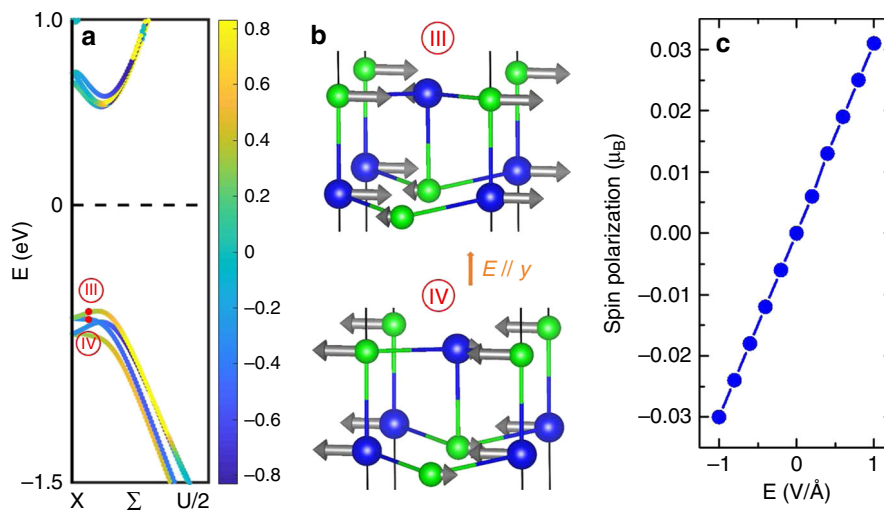 a
1.0
0
−1.5
E (eV)
X
Σ
U/2
III
IV
0.8
0.6
0.4
0.2
0
−0.2
−0.4
−0.6
−0.8
b
III
E // y
IV
c
0.03
0.02
0.01
0.00
−0.01
−0.02
−0.03
Spin polarization (μB)
−1
0
1
E (V/Å)